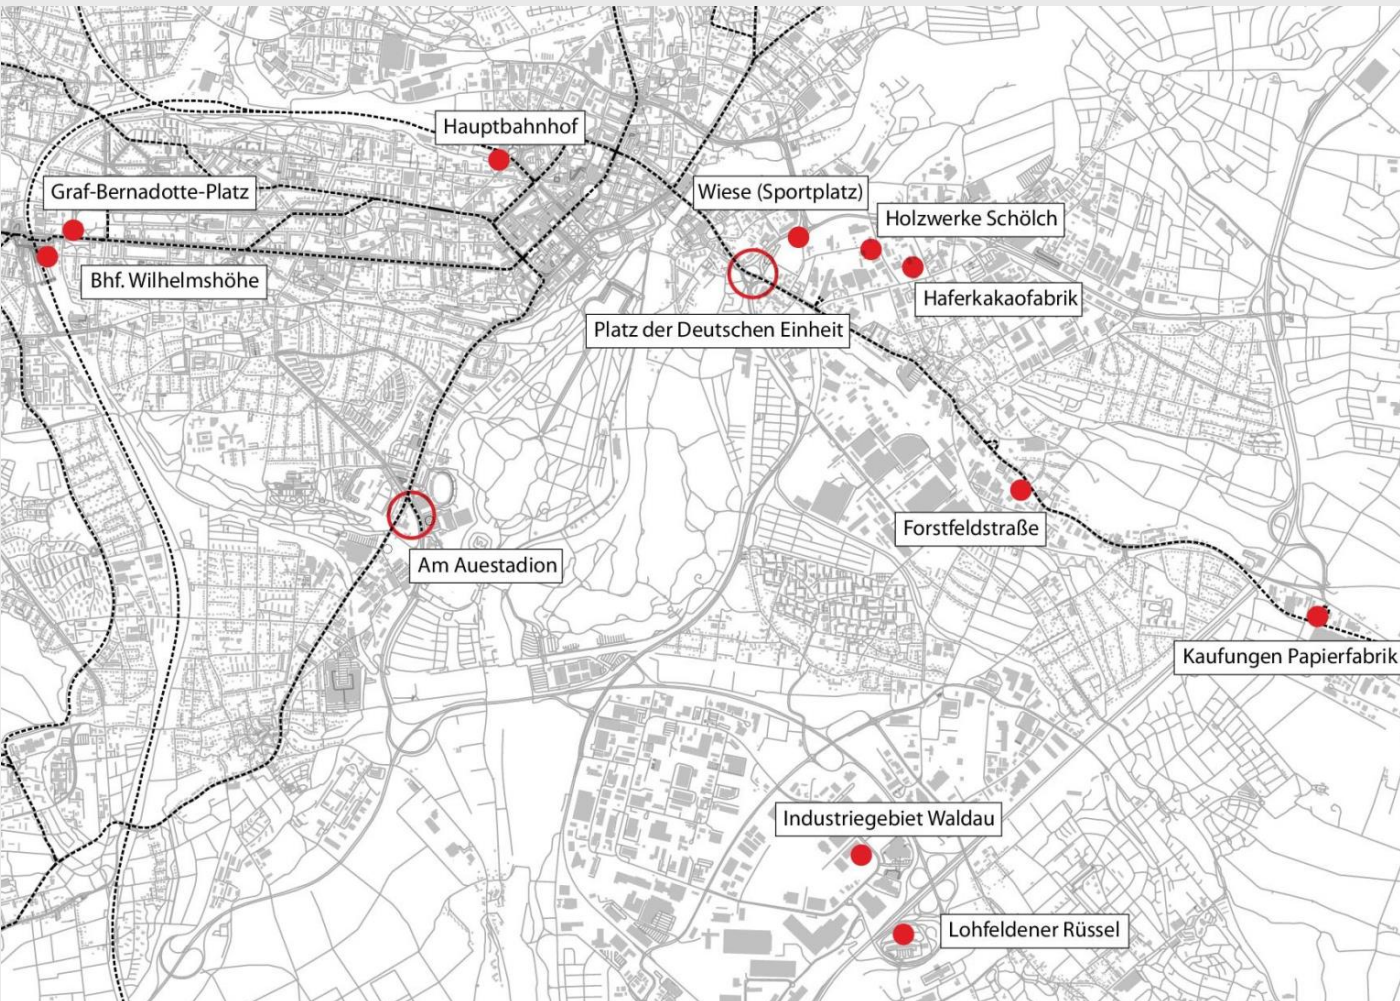 Hauptbahnhof
Graf-Bernadotte-Platz
Wiese (Sportplatz)
Holzwerke Schölch
Bhf. Wilhelmshöhe
Haferkakaofabrik
Platz der Deutschen Einheit
Forstfeldstraße
Am Auestadion
Kaufungen Papierfabrik
Industriegebiet Waldau
Lohfeldener Rüssel